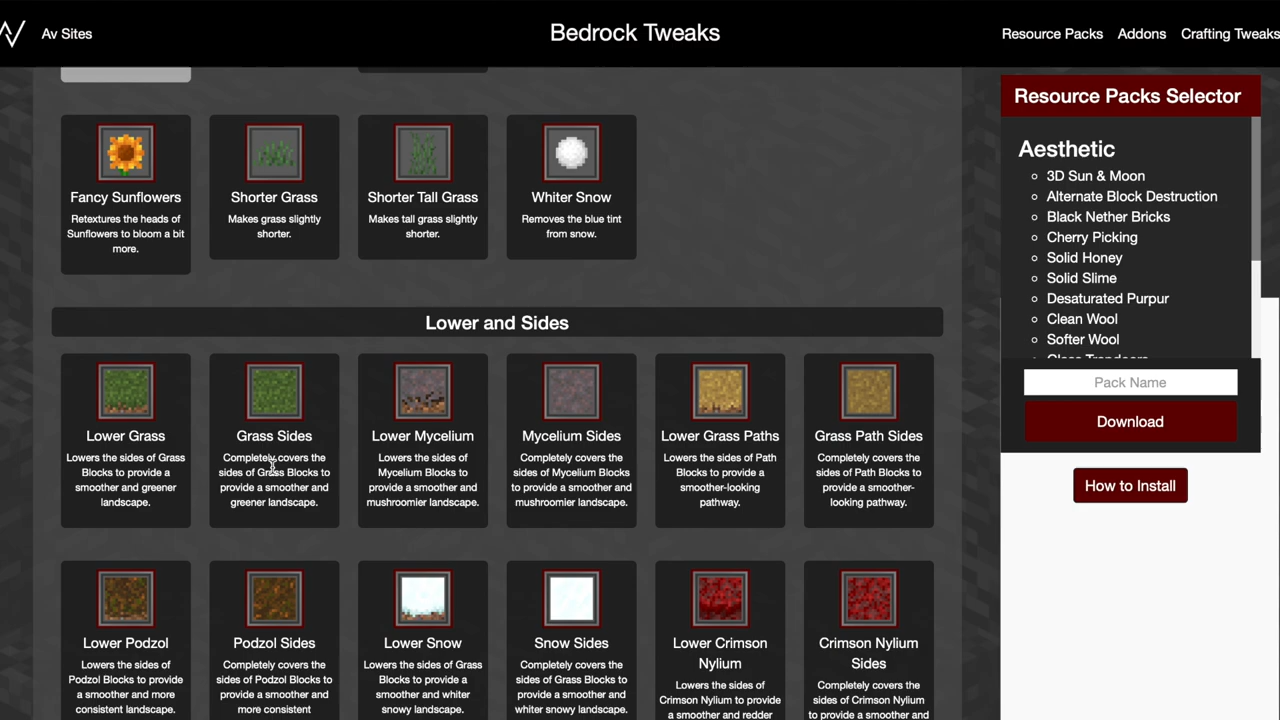 Av Sites
Bedrock Tweaks
Resource Packs
Addons
Crafting Tweaks
Fancy Sunflowers
Retextures the heads of
Sunflowers to bloom a bit
more.
Shorter Grass
Makes grass slightly
shorter.
Shorter Tall Grass
Makes tall grass slightly
shorter.
Whiter Snow
Removes the blue tint
from snow.
Lower and Sides
Lower Grass
Lowers the sides of Grass
Blocks to provide a
smoother and greener
landscape.
Grass Sides
Completely covers the
sides of Grass Blocks to
provide a smoother and
greener landscape.
Lower Mycelium
Lowers the sides of
Mycelium Blocks to
provide a smoother and
mushroomier landscape.
Mycelium Sides
Completely covers the
sides of Mycelium Blocks
to provide a smoother and
mushroomier landscape.
Lower Grass Paths
Lowers the sides of Path
Blocks to provide a
smoother-looking
pathway.
Grass Path Sides
Completely covers the
sides of Path Blocks to
provide a smoother-
looking pathway.
Lower Podzol
Lowers the sides of
Podzol Blocks to provide
a smoother and more
consistent landscape.
Podzol Sides
Completely covers the
sides of Podzol Blocks to
provide a smoother and
more consistent
Lower Snow
Lowers the sides of Grass
Blocks to provide a
smoother and whiter
snowy landscape.
Snow Sides
Completely covers the
sides of Grass Blocks to
provide a smoother and
whiter snowy landscape.
Lower Crimson
Nylium
Lowers the sides of
Crimson Nylium to provide
a smoother and redder
Crimson Nylium
Sides
Completely covers the
sides of Crimson Nylium
to provide a smoother and
Resource Packs Selector
Aesthetic
3D Sun & Moon
Alternate Block Destruction
Black Nether Bricks
Cherry Picking
Solid Honey
Solid Slime
Desaturated Purpur
Clean Wool
Softer Wool
Pack Name
Download
How to Install